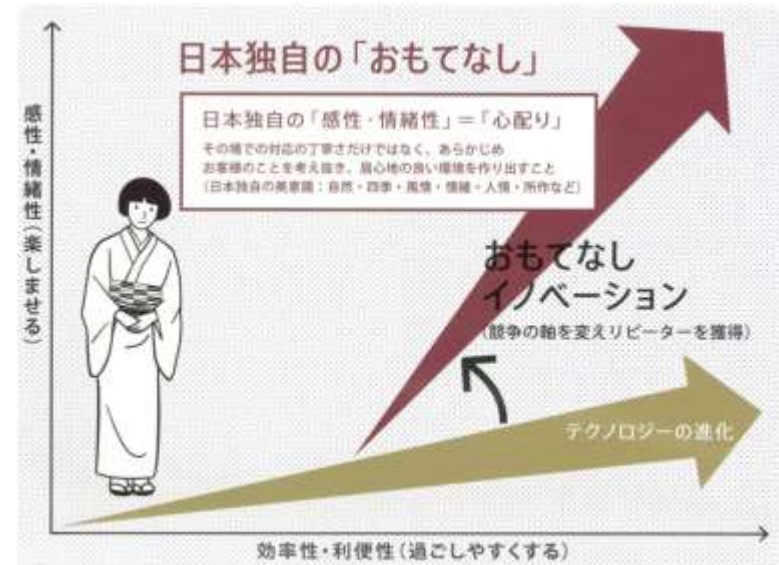 日本独自の「おもてなし」
日本独自の「感性・情緒性」＝「心配り」
その場での対応の丁寧さだけではなく、あらかじめ
お客様のことを考え抜き、居心地の良い環境を作り出すこと
（日本独自の美意識：自然・四季・風情・情緒・人情・所作など）
感性・情緒性（楽しませる）
おもてなし
イノベーション
（競争の軸を変えリピーターを獲得）
テクノロジーの進化
効率性・利便性（過ごしやすくする）